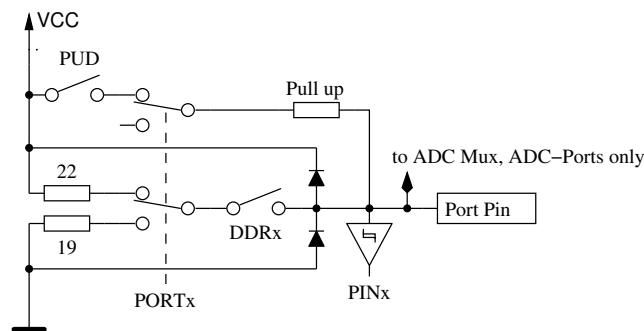 VCC
PUD
Pull up
to ADC Mux, ADC−Ports only
22
Port Pin
DDRx
19
PINx
PORTx